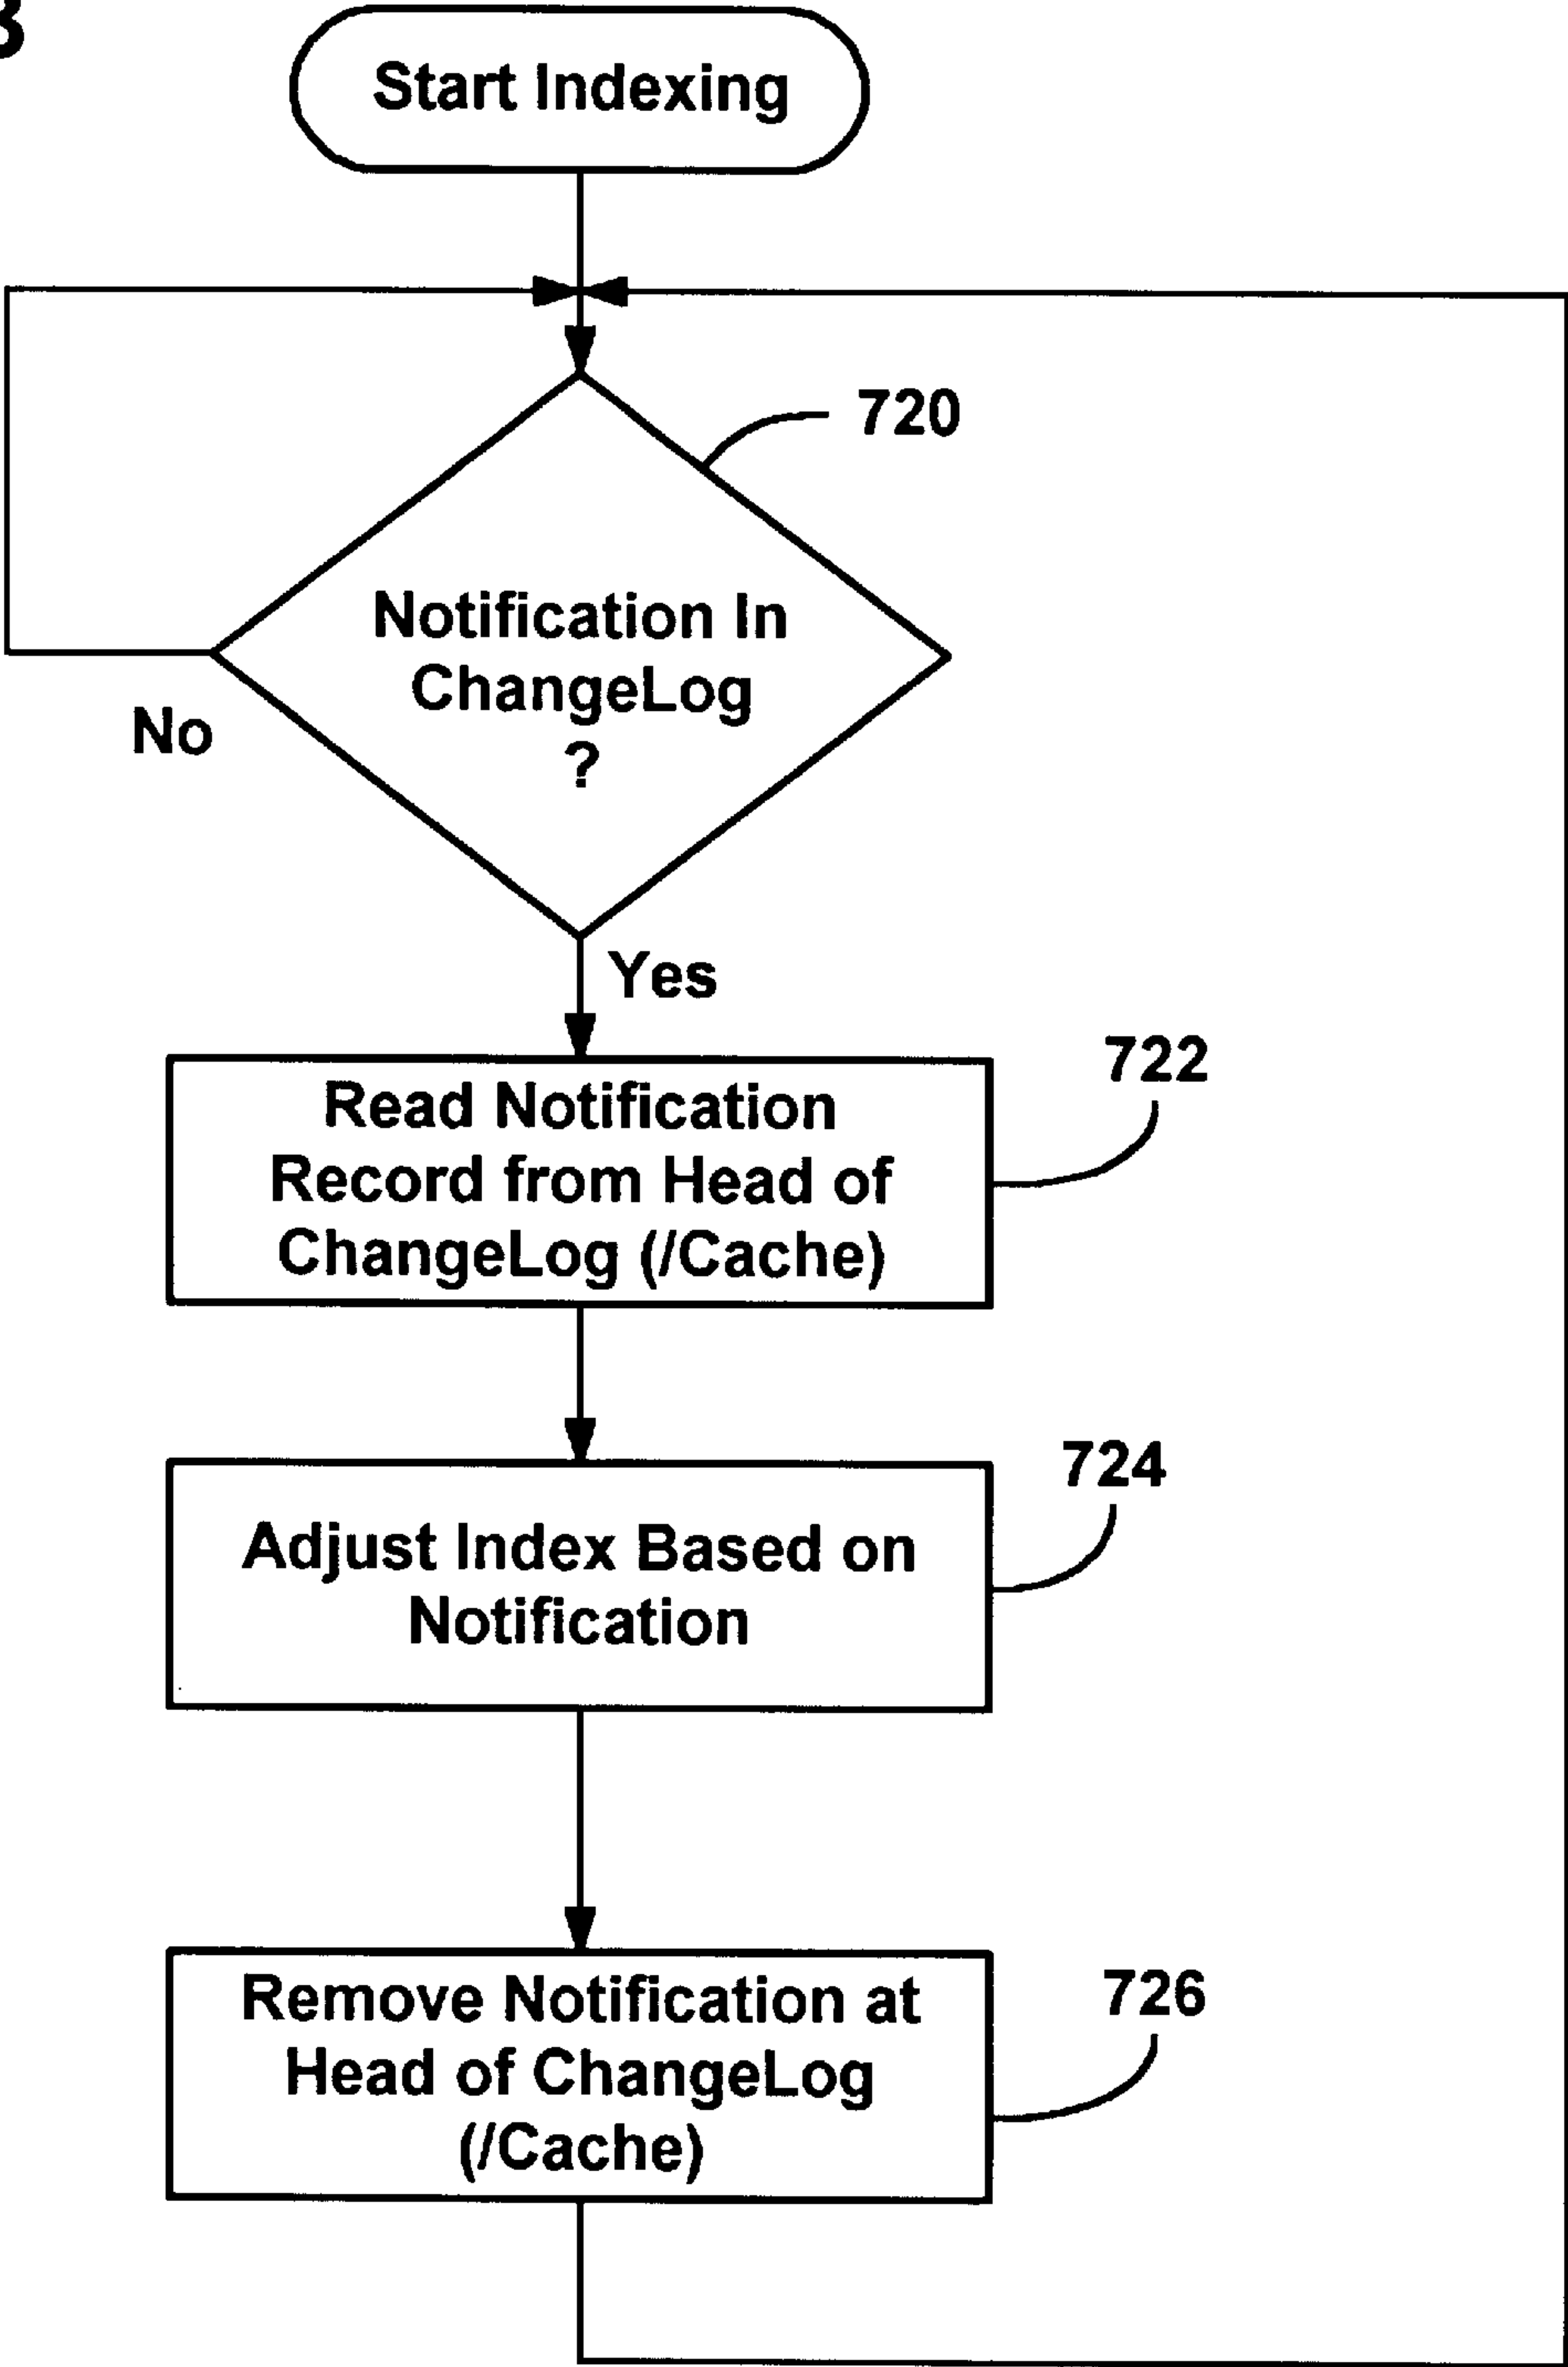 Start Indexing
720
Notification In
ChangeLog
?
No
Yes
722
Read Notification
Record from Head of
ChangeLog (/Cache)
724
Adjust Index Based on
Notification
726
Remove Notification at
Head of ChangeLog
(/Cache)